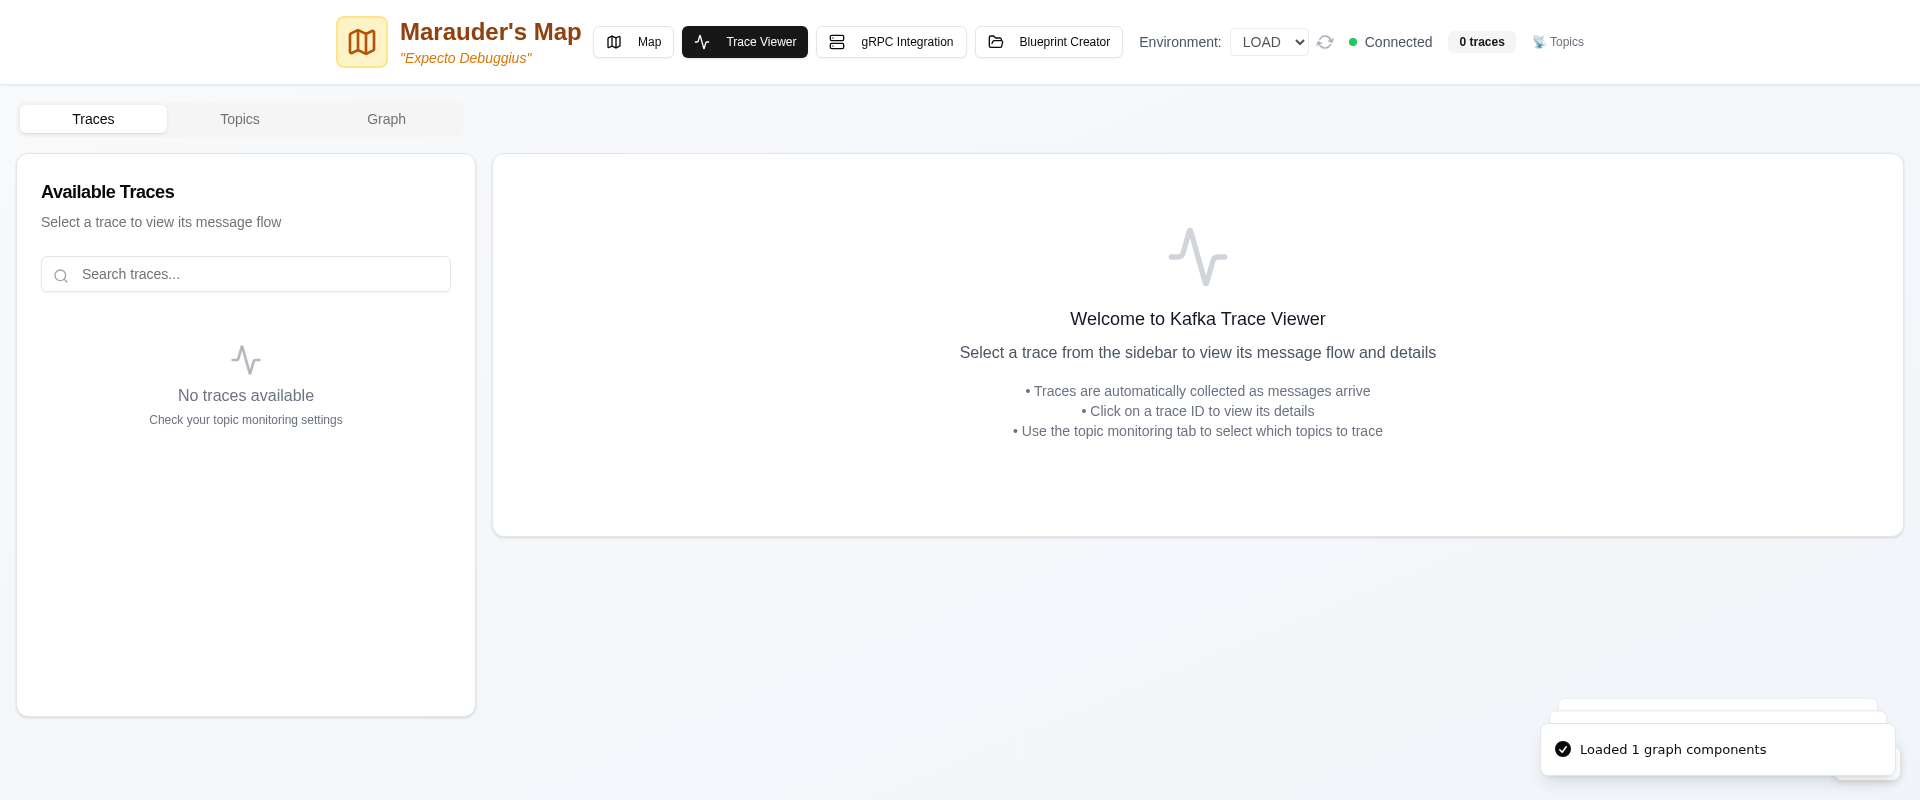 Marauder's Map
"Expecto Debuggius"
Map
Trace Viewer
gRPC Integration
Blueprint Creator
Environment:
LOAD
Connected
0 traces
📡 Topics
Traces
Topics
Graph
Available Traces
Select a trace to view its message flow
Search traces...
No traces available
Check your topic monitoring settings
Welcome to Kafka Trace Viewer
Select a trace from the sidebar to view its message flow and details
• Traces are automatically collected as messages arrive
• Click on a trace ID to view its details
• Use the topic monitoring tab to select which topics to trace
Loaded 1 graph components